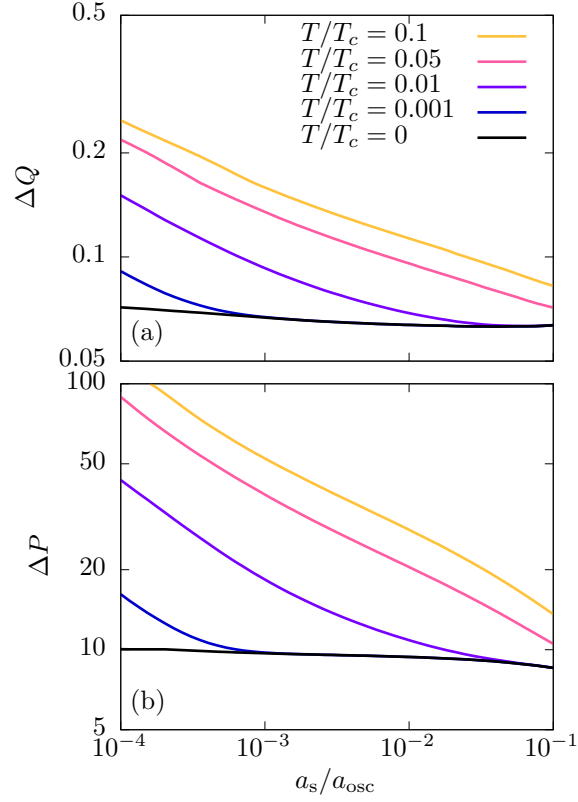 0.5
T/T_c = 0.1
T/T_c = 0.05
T/T_c = 0.01
T/T_c = 0.001
T/T_c = 0
0.2
ΔQ
0.1
(a)
0.05
100
50
20
ΔP
10
(b)
5
10^{-4} 10^{-3} 10^{-2} 10^{-1}
a_s/a_osc